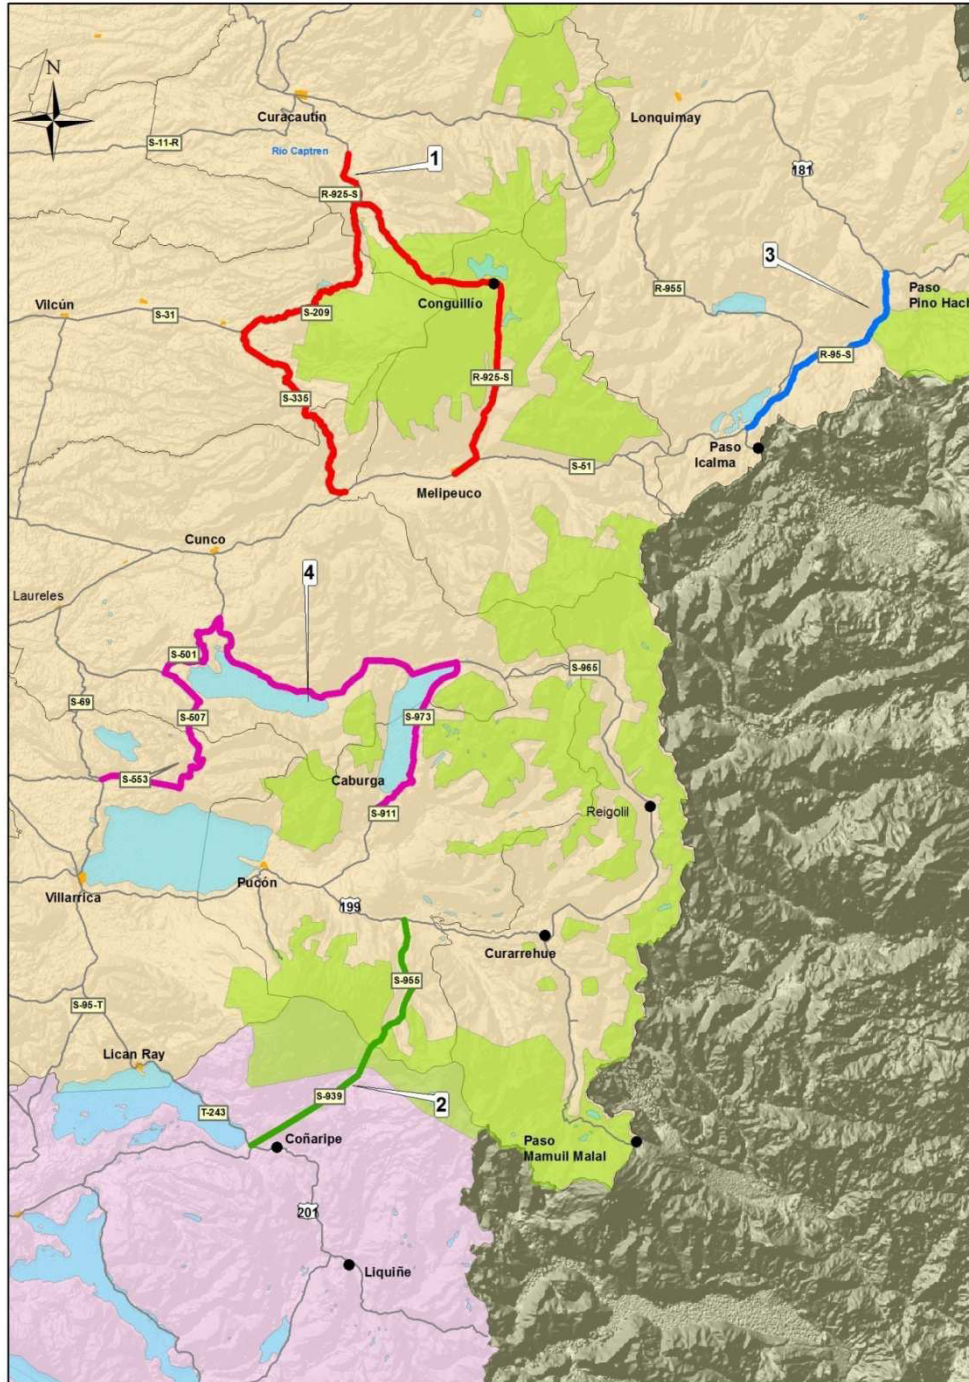 N
Curacautín
Lonquimay
S-11-R
Río Captren
1
181
R-925-S
3
Conguillío
R-955
Paso
Pino Hach
Vilcún
S-31
S-209
R-95-S
R-925-S
S-335
Paso
Icalma
S-51
Melipeuco
Cunco
4
Laureles
S-501
S-965
S-69
S-507
S-973
S-553
Caburga
S-911
Reigolil
Pucón
Villarrica
199
Curarrehue
S-955
S-95-T
Lican Ray
S-939
2
T-243
Coñaripe
Paso
Mamuil Malal
201
Liquiñe